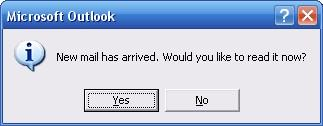 Microsoft Outlook
New mail has arrived. Would you like to read it now?
Yes No